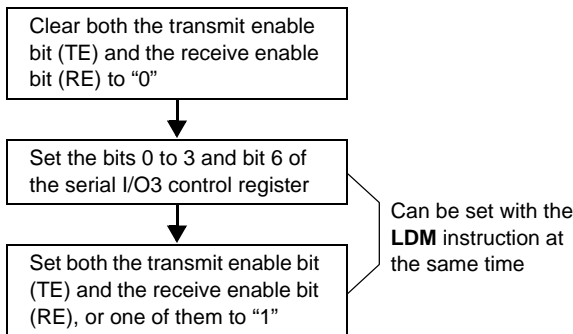 Clear both the transmit enable
bit (TE) and the receive enable
bit (RE) to “0”
Set the bits 0 to 3 and bit 6 of
the serial I/O3 control register
Set both the transmit enable bit
(TE) and the receive enable bit
(RE), or one of them to “1”
Can be set with the
LDM instruction at
the same time